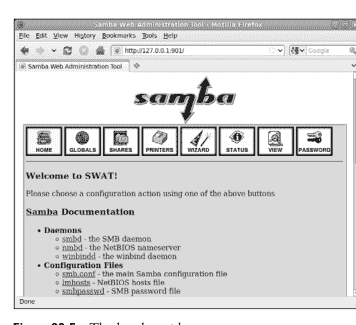 Samba Web Administration Tool - Mozilla Firefox
File Edit View History Bookmarks Tools Help
http://127.0.0.1:901/
Google
Samba Web Administration Tool
samba
HOME GLOBALS SHARES PRINTERS WIZARD STATUS VIEW PASSWORD
Welcome to SWAT!
Please choose a configuration action using one of the above buttons
Samba Documentation
• Daemons
○ smbd - the SMB daemon
○ nmbd - the NetBIOS nameserver
○ winbindd - the winbind daemon
• Configuration Files
○ smb.conf - the main Samba configuration file
○ lmhosts - NetBIOS hosts file
○ smbpasswd - SMB password file
Done